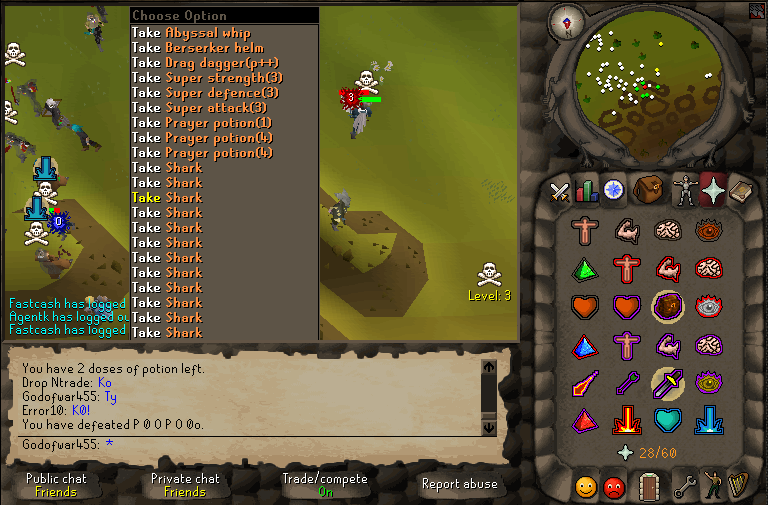 Choose Option
Take Abyssal whip
Take Berserker helm
Take Drag dagger(p++)
Take Super strength(3)
Take Super defence(3)
Take Super attack(3)
Take Prayer potion(1)
Take Prayer potion(4)
Take Prayer potion(4)
Take Shark
Take Shark
Take Shark
Take Shark
Take Shark
Take Shark
Take Shark
Take Shark
Take Shark
Take Shark
Take Shark
Take Shark
3
0
N
Level: 3
Fastcash has logged
Agentk has logged ou
Fastcash has logged
You have 2 doses of potion left.
Drop Ntrade: Ko
Godofwar455: Ty
Error10: K0!
You have defeated P 0 O P O 0o.
Godofwar455: *
28/60
Public chat
Friends
Private chat
Friends
Trade/compete
On
Report abuse